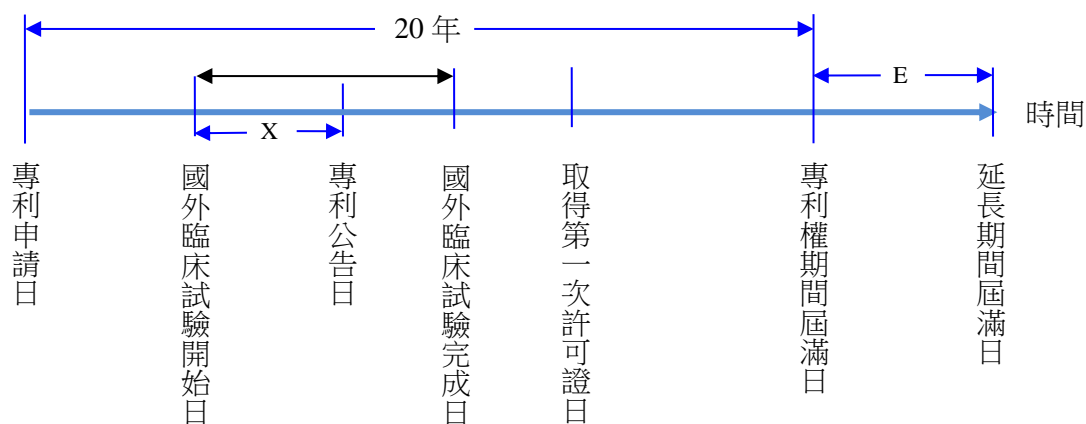 20 年
E
X
時間
專利申請日
國外臨床試驗開始日
專利公告日
國外臨床試驗完成日
取得第一次許可證日
專利權期間屆滿日
延長期間屆滿日